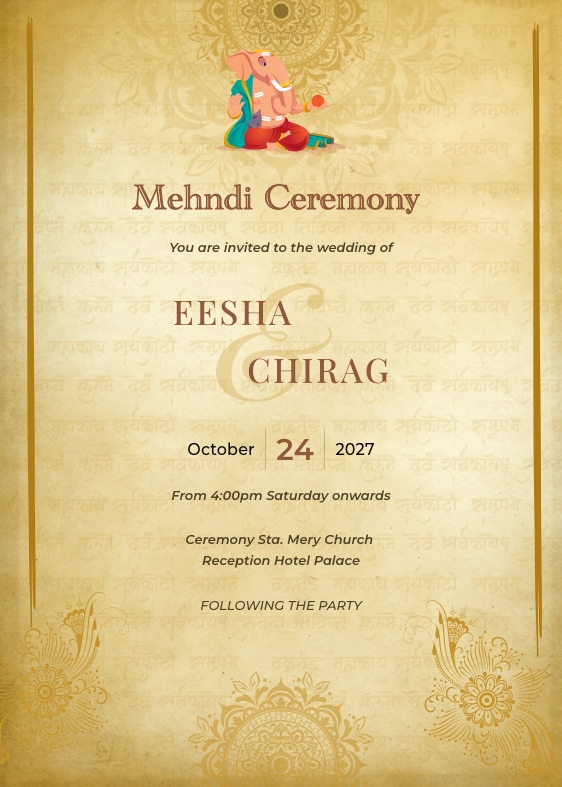 Mehndi Ceremony
You are invited to the wedding of
EESHA
&
CHIRAG
October 24 2027
From 4:00pm Saturday onwards
Ceremony Sta. Mery Church
Reception Hotel Palace
FOLLOWING THE PARTY